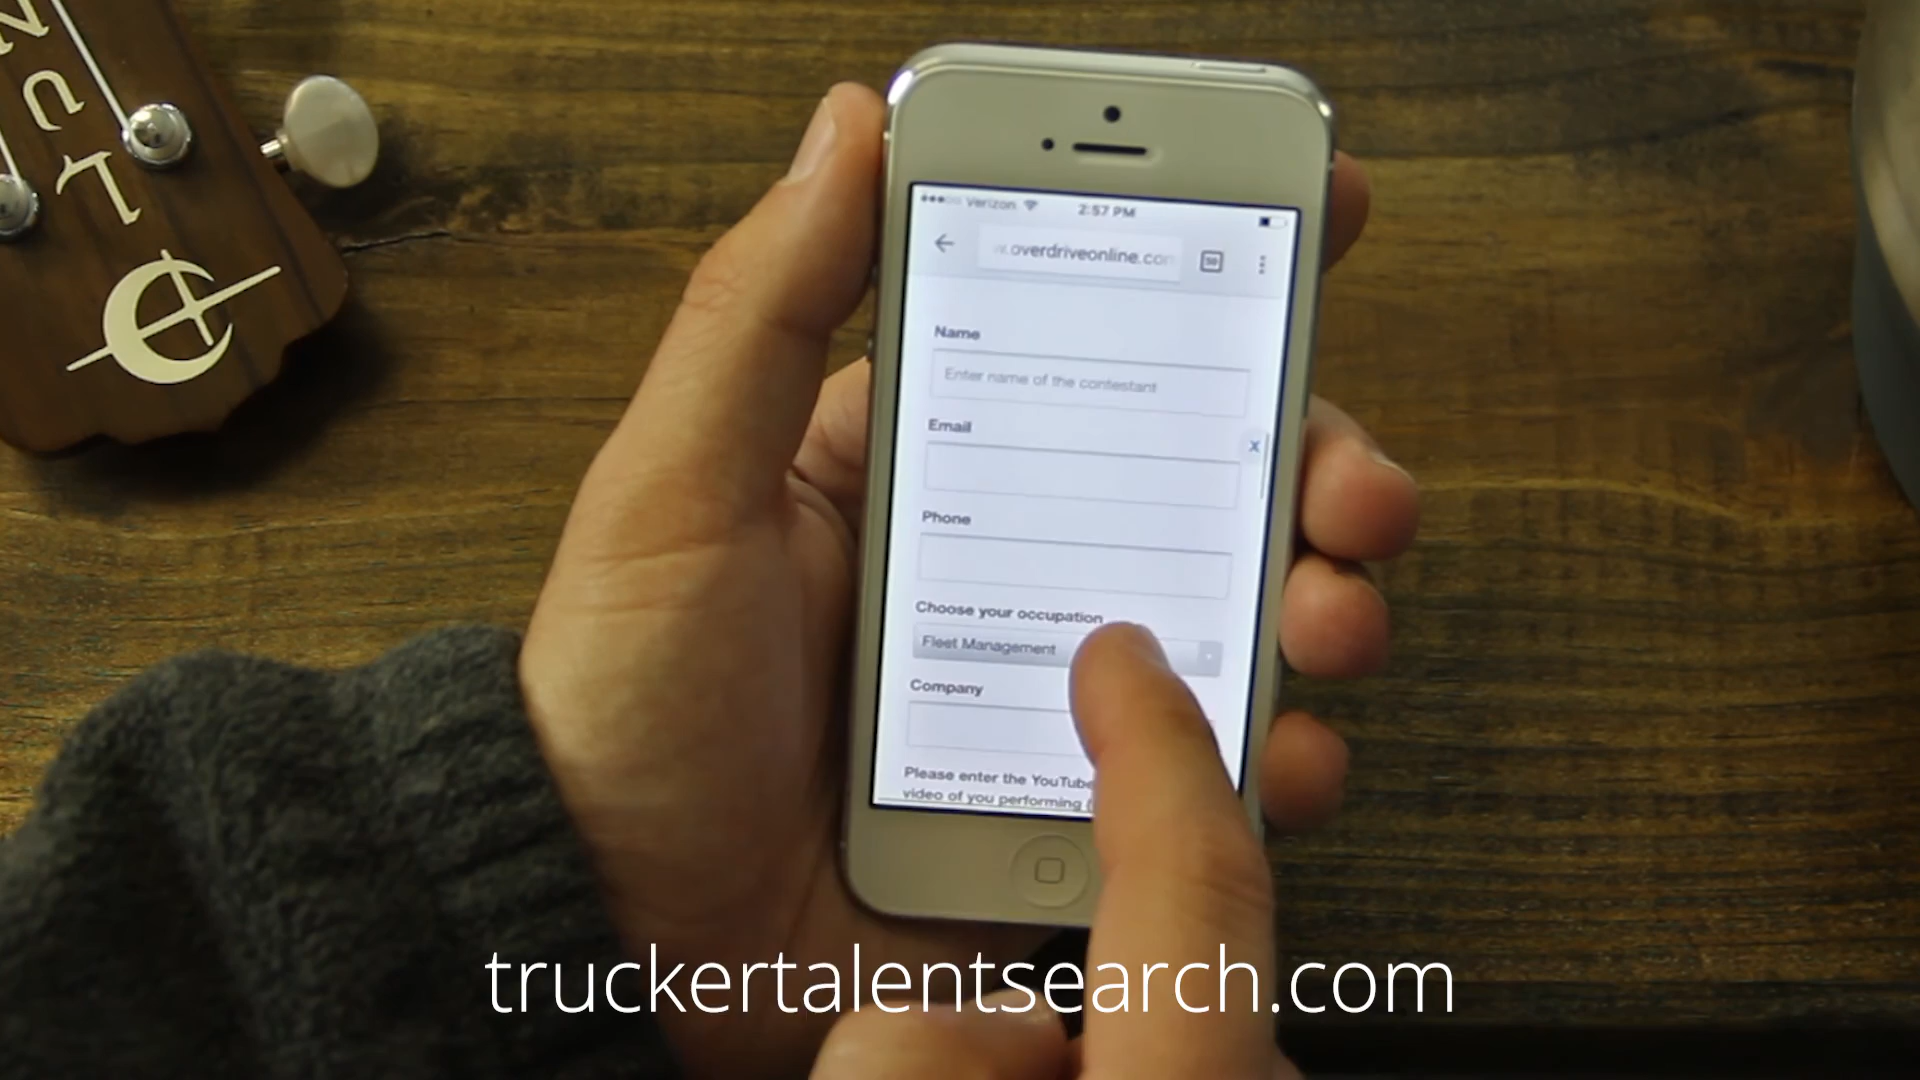 Verizon 2:57 PM
w.overdriveonline.com
50
Name
Enter name of the contestant
Email
X
Phone
Choose your occupation
Fleet Management
Company
Please enter the YouTube
video of you performing (
truckertalentsearch.com